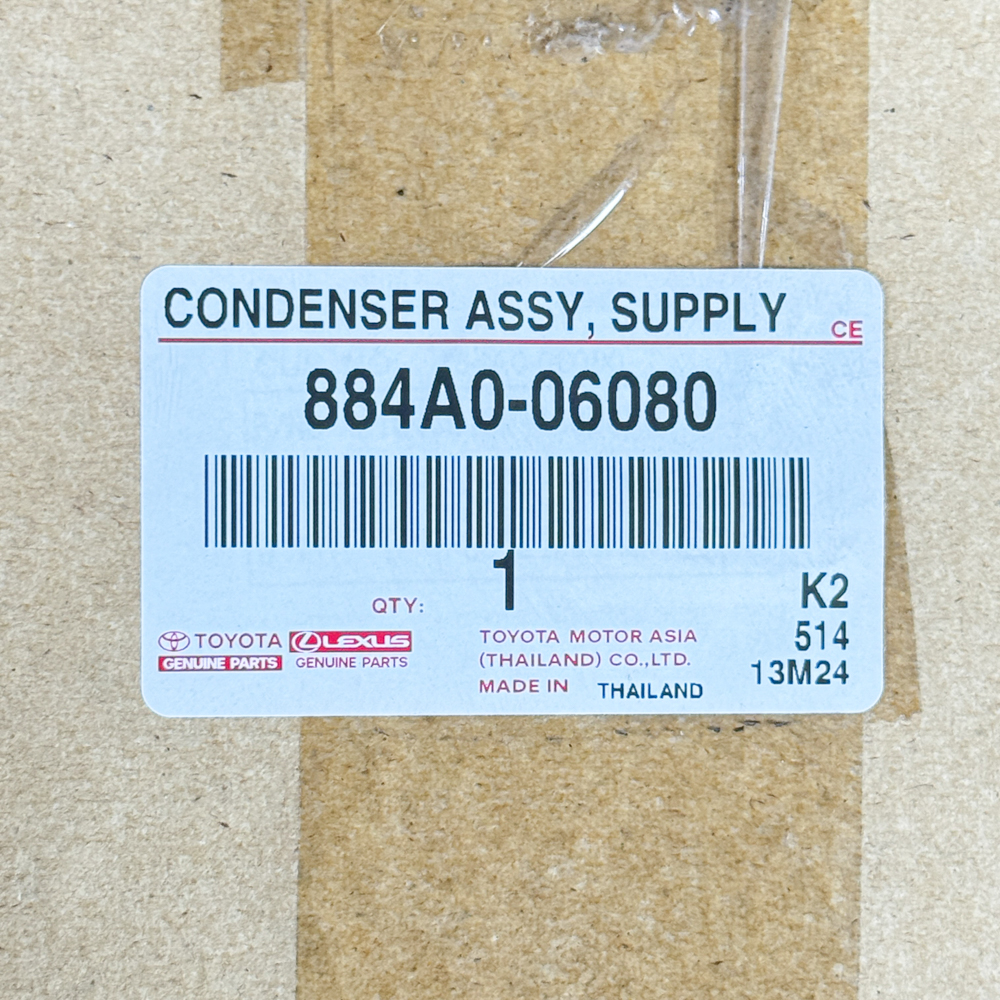 CONDENSER ASSY, SUPPLY
CE
884A0-06080
QTY: 1
K2
TOYOTA LEXUS
GENUINE PARTS GENUINE PARTS
TOYOTA MOTOR ASIA
(THAILAND) CO.,LTD.
MADE IN THAILAND
514
13M24